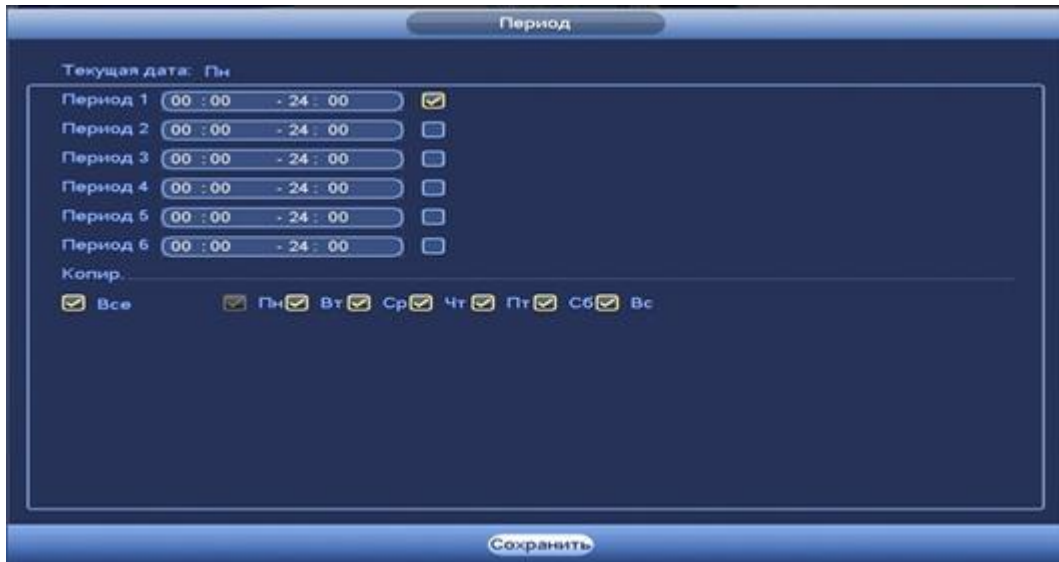 Период
Текущая дата: Пн
Период 1 00 :00 - 24 : 00
Период 2 00 :00 - 24 : 00
Период 3 00 :00 - 24 : 00
Период 4 00 :00 - 24 : 00
Период 5 00 :00 - 24 : 00
Период 6 00 :00 - 24 : 00
Копир.
Все Пн Вт Ср Чт Пт Сб Вс
Сохранить